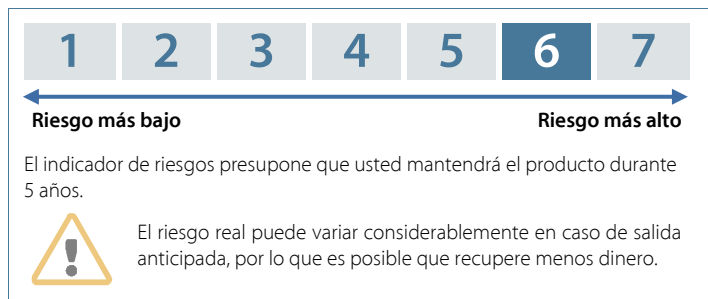 1 2 3 4 5 6 7
Riesgo más bajo Riesgo más alto
El indicador de riesgos presupone que usted mantendrá el producto durante
5 años.
El riesgo real puede variar considerablemente en caso de salida
anticipada, por lo que es posible que recupere menos dinero.